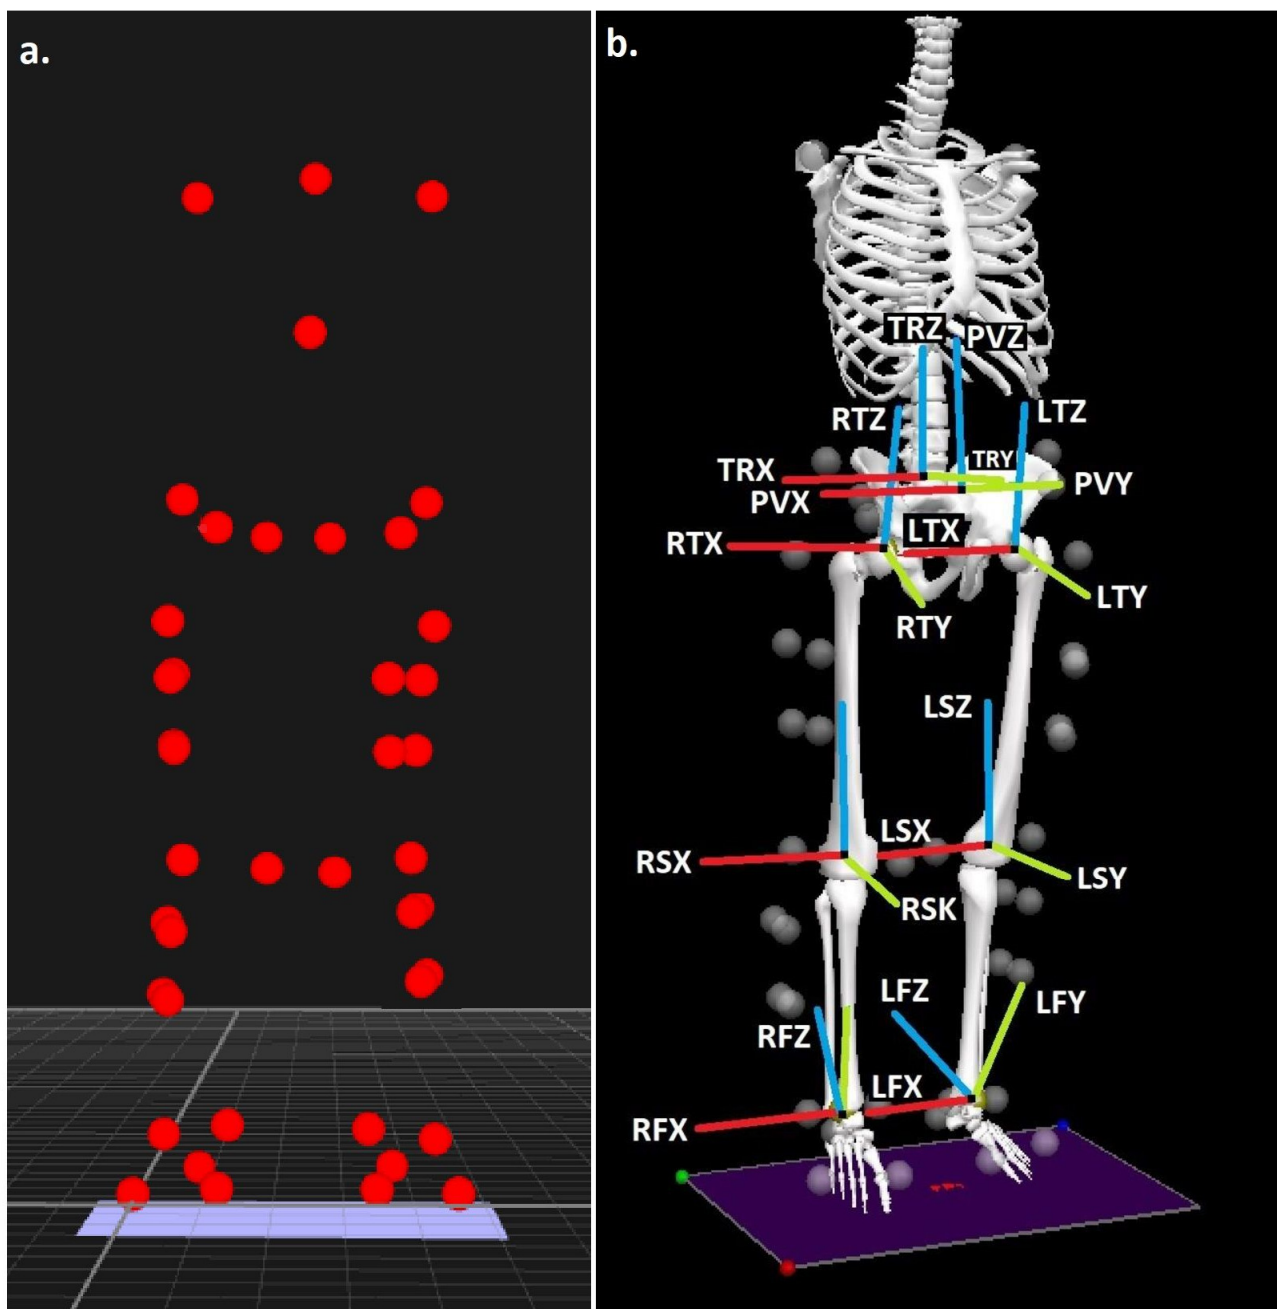 a.
b.
TRZ
PVZ
RTZ
LTZ
TRY
TRX
PVY
PVX
LTX
RTX
LTY
RTY
LSZ
LSX
RSX
LSY
RSK
LFZ
LFY
RFZ
LFX
RFX